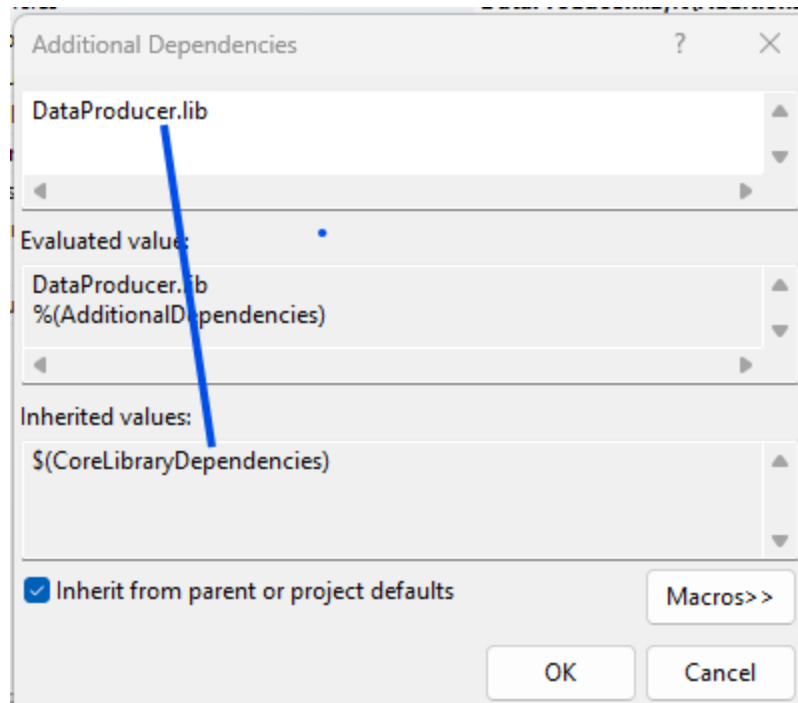 Additional Dependencies ? ×
DataProducer.lib
Evaluated value:
DataProducer.lib
%(AdditionalDependencies)
Inherited values:
$(CoreLibraryDependencies)
Inherit from parent or project defaults
Macros>>
OK Cancel